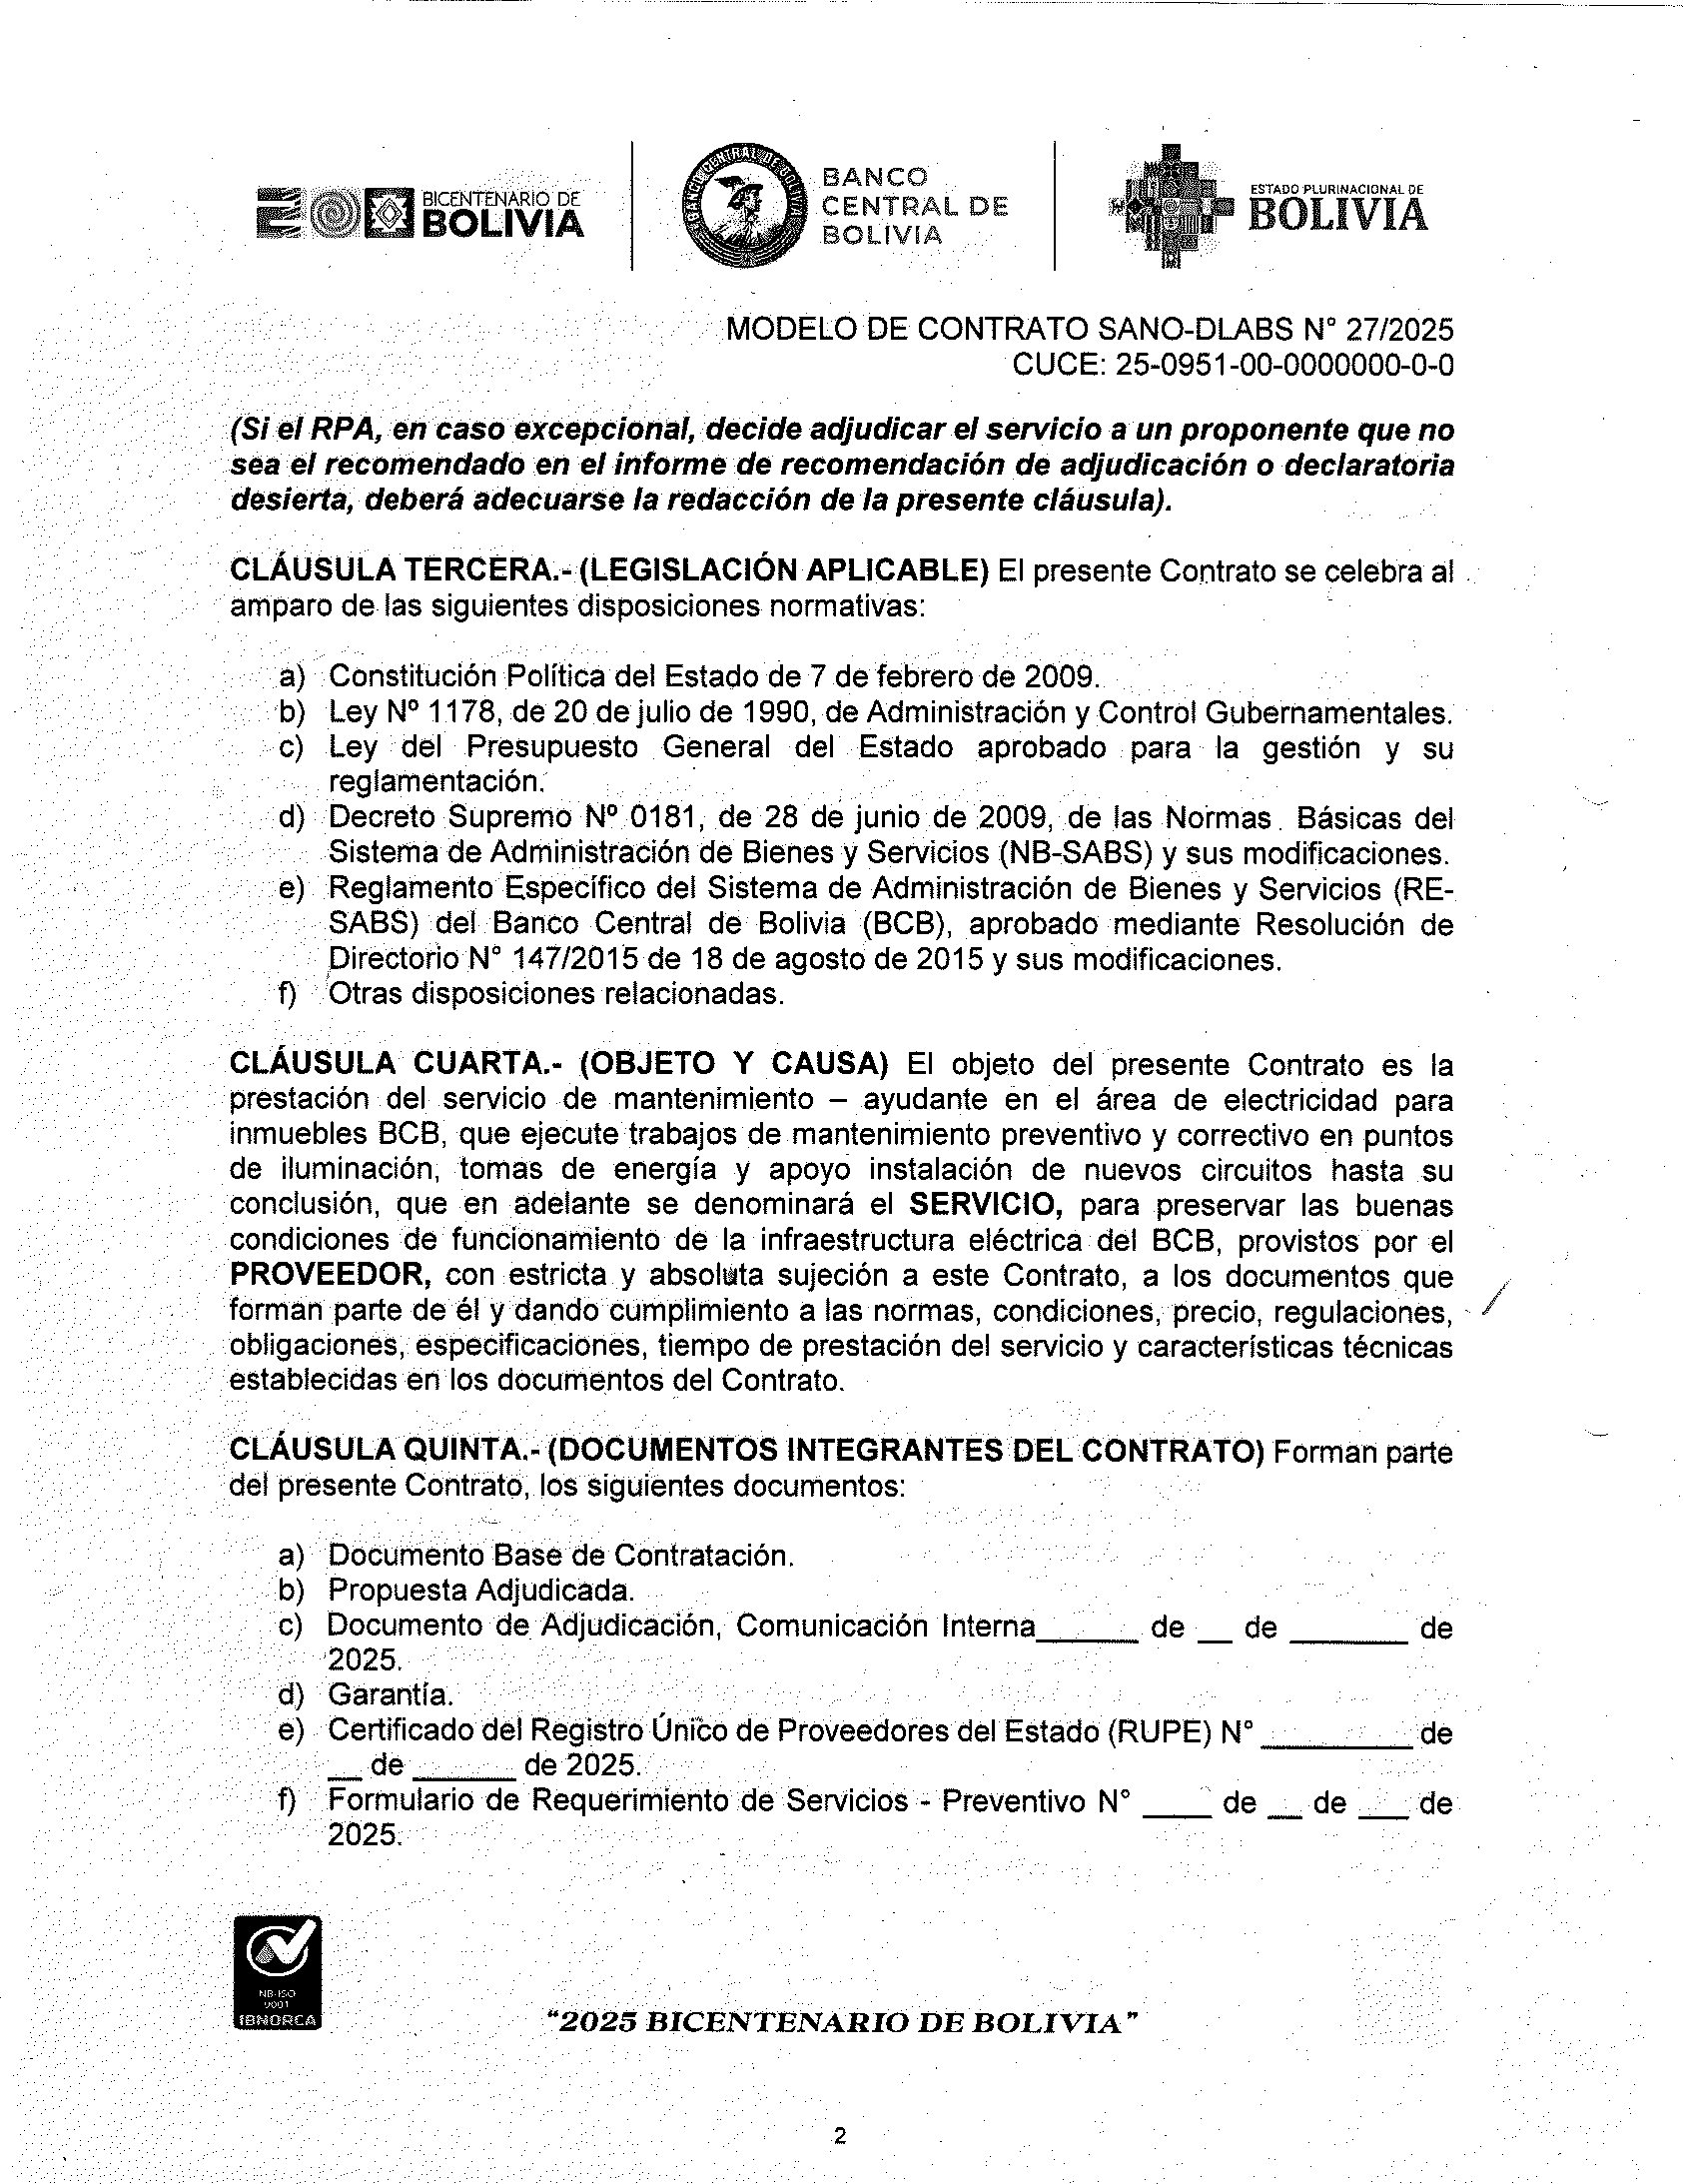 BICENTENARIO DE
BOLIVIA
BANCO CENTRAL DE BOLIVIA
BANCO
CENTRAL DE
BOLIVIA
ESTADO PLURINACIONAL DE
BOLIVIA
MODELO DE CONTRATO SANO-DLABS N° 27/2025
CUCE: 25-0951-00-0000000-0-0
(Si el RPA, en caso excepcional, decide adjudicar el servicio a un proponente que no
sea el recomendado en el informe de recomendación de adjudicación o declaratoria
desierta, deberá adecuarse la redacción de la presente cláusula).
CLÁUSULA TERCERA.- (LEGISLACIÓN APLICABLE) El presente Contrato se celebra al
amparo de las siguientes disposiciones normativas:
a) Constitución Política del Estado de 7 de febrero de 2009.
b) Ley Nº 1178, de 20 de julio de 1990, de Administración y Control Gubernamentales.
c) Ley del Presupuesto General del Estado aprobado para la gestión y su
reglamentación.
d) Decreto Supremo Nº 0181, de 28 de junio de 2009, de las Normas Básicas del
Sistema de Administración de Bienes y Servicios (NB-SABS) y sus modificaciones.
e) Reglamento Específico del Sistema de Administración de Bienes y Servicios (RE-
SABS) del Banco Central de Bolivia (BCB), aprobado mediante Resolución de
Directorio N° 147/2015 de 18 de agosto de 2015 y sus modificaciones.
f) Otras disposiciones relacionadas.
CLÁUSULA CUARTA.- (OBJETO Y CAUSA) El objeto del presente Contrato es la
prestación del servicio de mantenimiento – ayudante en el área de electricidad para
inmuebles BCB, que ejecute trabajos de mantenimiento preventivo y correctivo en puntos
de iluminación, tomas de energía y apoyo instalación de nuevos circuitos hasta su
conclusión, que en adelante se denominará el SERVICIO, para preservar las buenas
condiciones de funcionamiento de la infraestructura eléctrica del BCB, provistos por el
PROVEEDOR, con estricta y absoluta sujeción a este Contrato, a los documentos que
forman parte de él y dando cumplimiento a las normas, condiciones, precio, regulaciones,
obligaciones, especificaciones, tiempo de prestación del servicio y características técnicas
establecidas en los documentos del Contrato.
CLÁUSULA QUINTA.- (DOCUMENTOS INTEGRANTES DEL CONTRATO) Forman parte
del presente Contrato, los siguientes documentos:
a) Documento Base de Contratación.
b) Propuesta Adjudicada.
c) Documento de Adjudicación, Comunicación Interna______ de __ de _______ de
2025.
d) Garantía.
e) Certificado del Registro Único de Proveedores del Estado (RUPE) N° _________ de
__ de ______ de 2025.
f) Formulario de Requerimiento de Servicios - Preventivo N° ____ de __ de ___ de
2025.
NB-ISO
9001
IBNORCA
"2025 BICENTENARIO DE BOLIVIA"
2